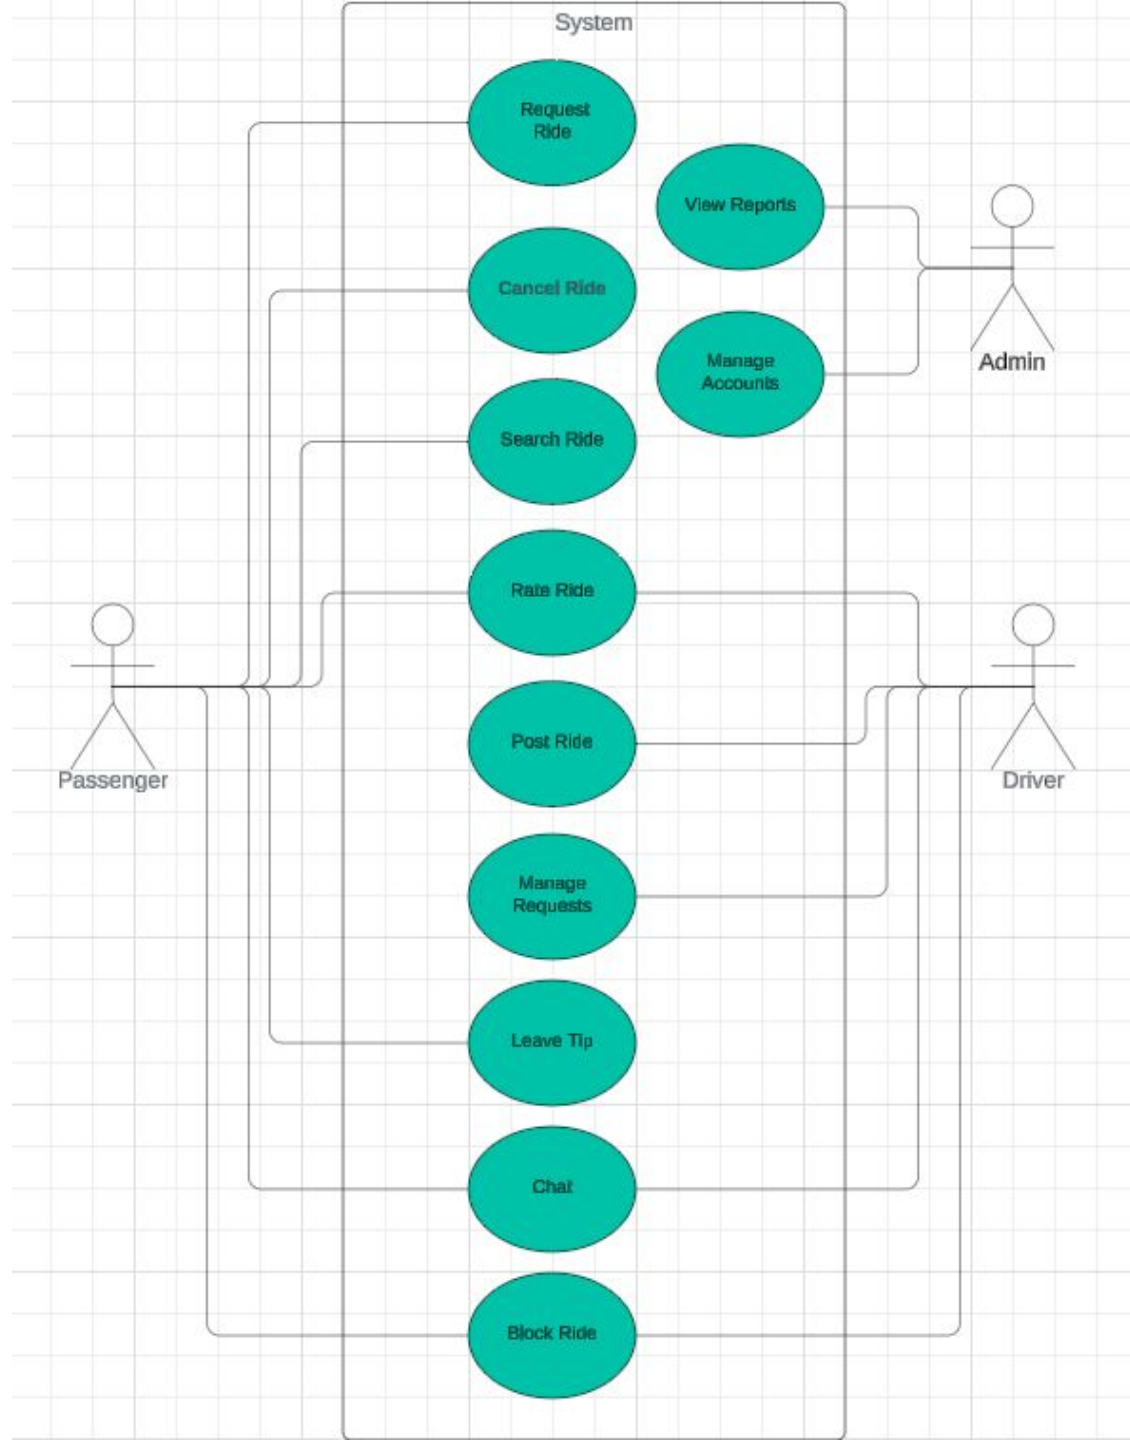 System
Request
Ride
View Reports
Cancel Ride
Manage
Accounts
Admin
Search Ride
Rate Ride
Post Ride
Passenger
Driver
Manage
Requests
Leave Tip
Chat
Block Ride